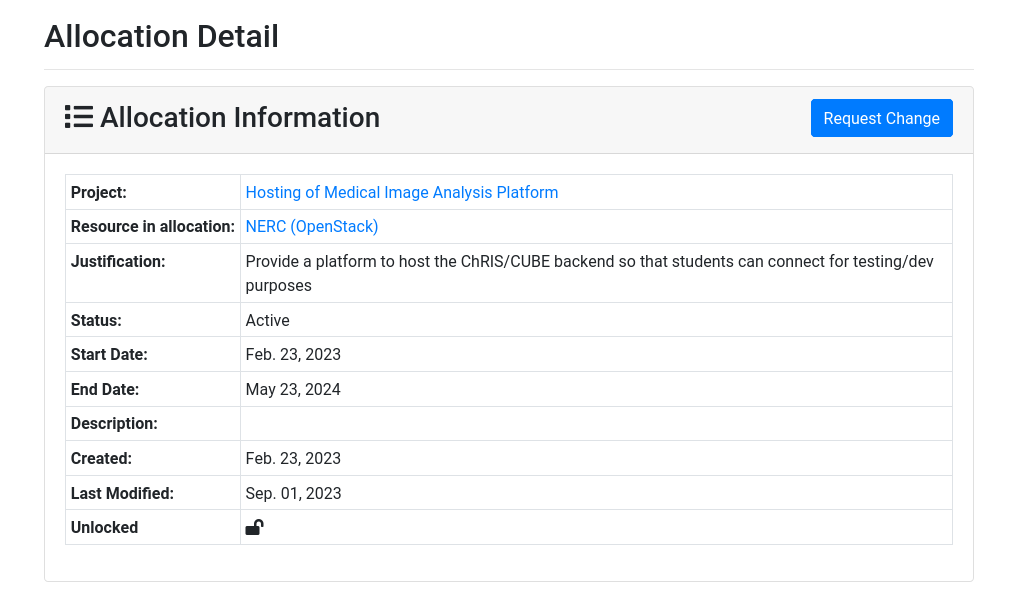 Allocation Detail
Allocation Information
Request Change
Project: Hosting of Medical Image Analysis Platform
Resource in allocation: NERC (OpenStack)
Justification: Provide a platform to host the ChRIS/CUBE backend so that students can connect for testing/dev
purposes
Status: Active
Start Date: Feb. 23, 2023
End Date: May 23, 2024
Description:
Created: Feb. 23, 2023
Last Modified: Sep. 01, 2023
Unlocked